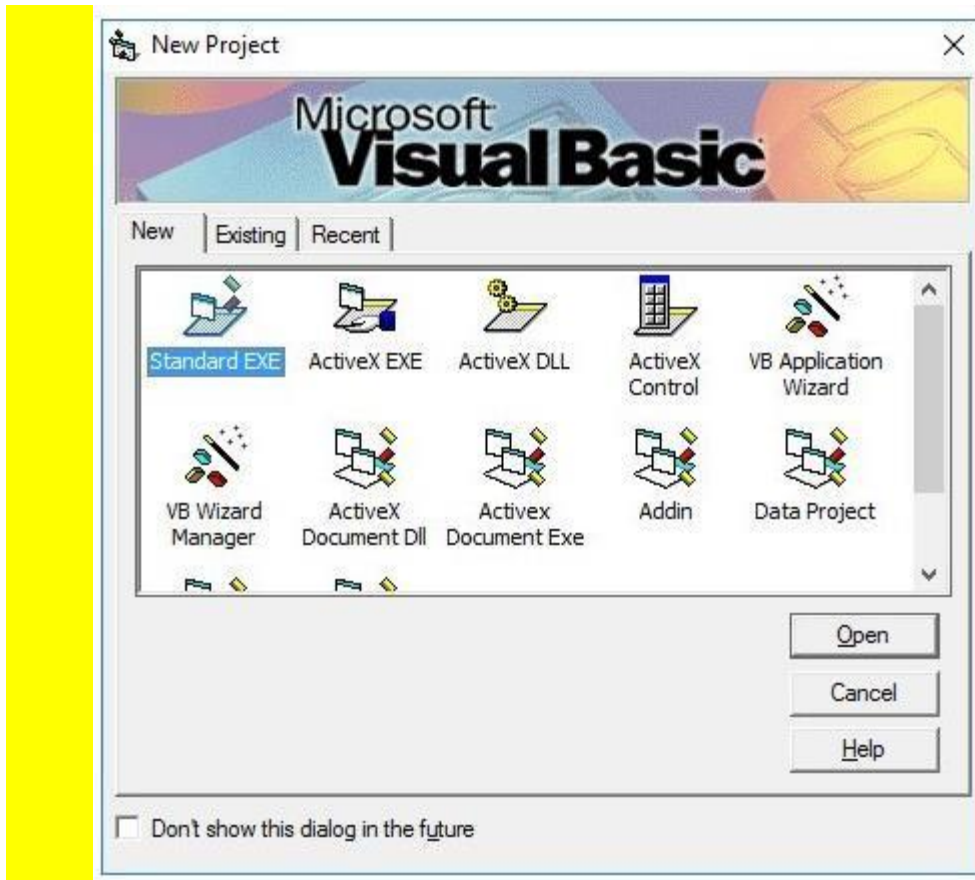 New Project
Microsoft
Visual Basic
New Existing Recent
Standard EXE ActiveX EXE ActiveX DLL ActiveX Control VB Application Wizard
VB Wizard Manager ActiveX Document Dll Activex Document Exe Addin Data Project
Open
Cancel
Help
Don't show this dialog in the future